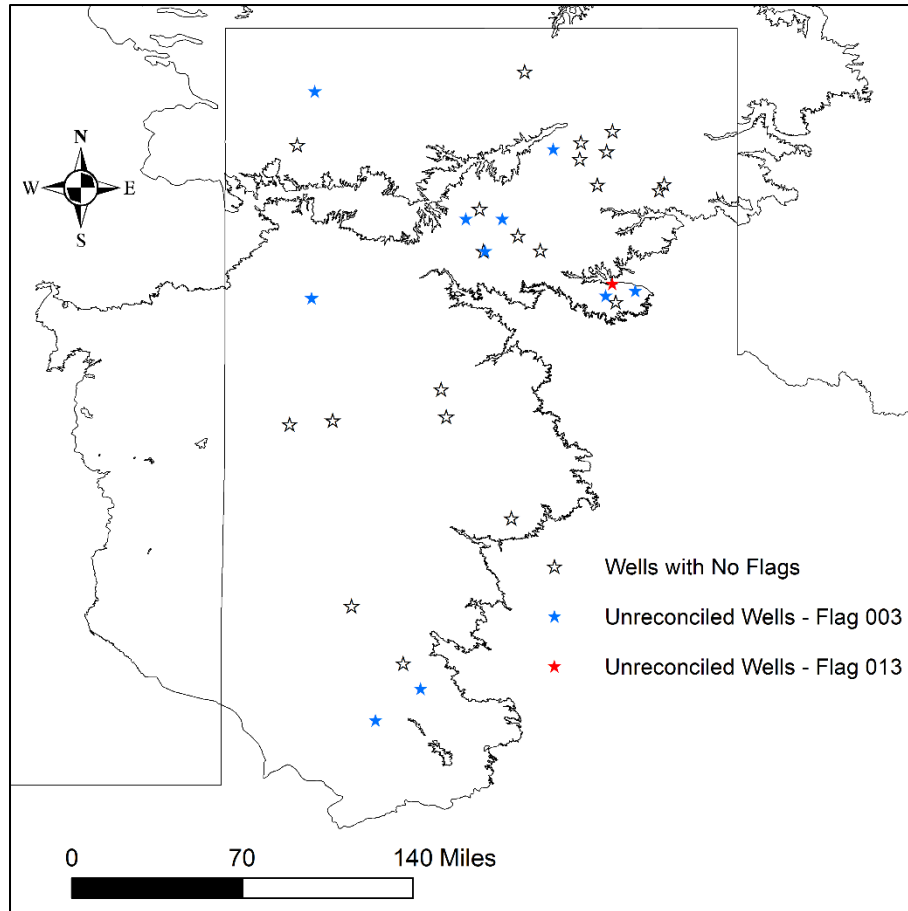 N
W E
S
Wells with No Flags
Unreconciled Wells - Flag 003
Unreconciled Wells - Flag 013
0 70 140 Miles